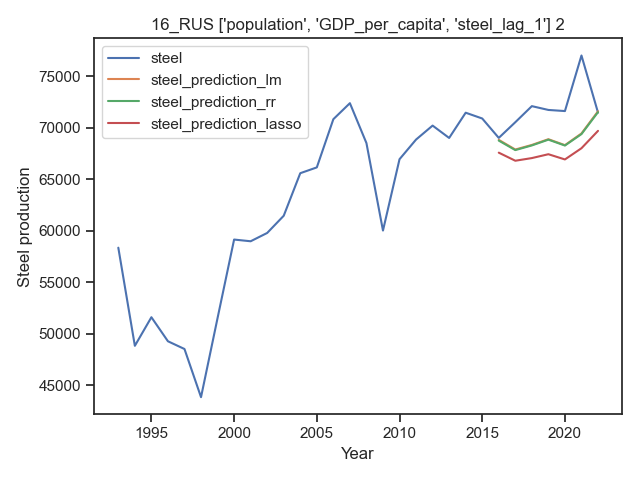 16_RUS ['population', 'GDP_per_capita', 'steel_lag_1'] 2
steel
steel_prediction_lm
steel_prediction_rr
steel_prediction_lasso
Steel production
75000
70000
65000
60000
55000
50000
45000
1995 2000 2005 2010 2015 2020
Year